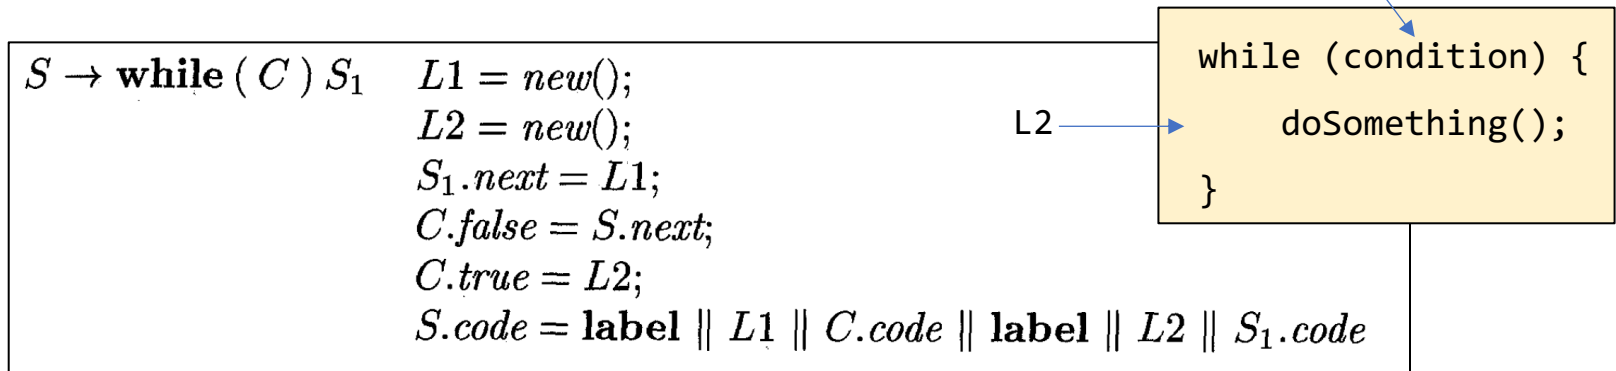 S → while ( C ) S₁ L1 = new();
L2 = new();
S₁.next = L1;
C.false = S.next;
C.true = L2;
S.code = label || L1 || C.code || label || L2 || S₁.code
L2
while (condition) {
doSomething();
}